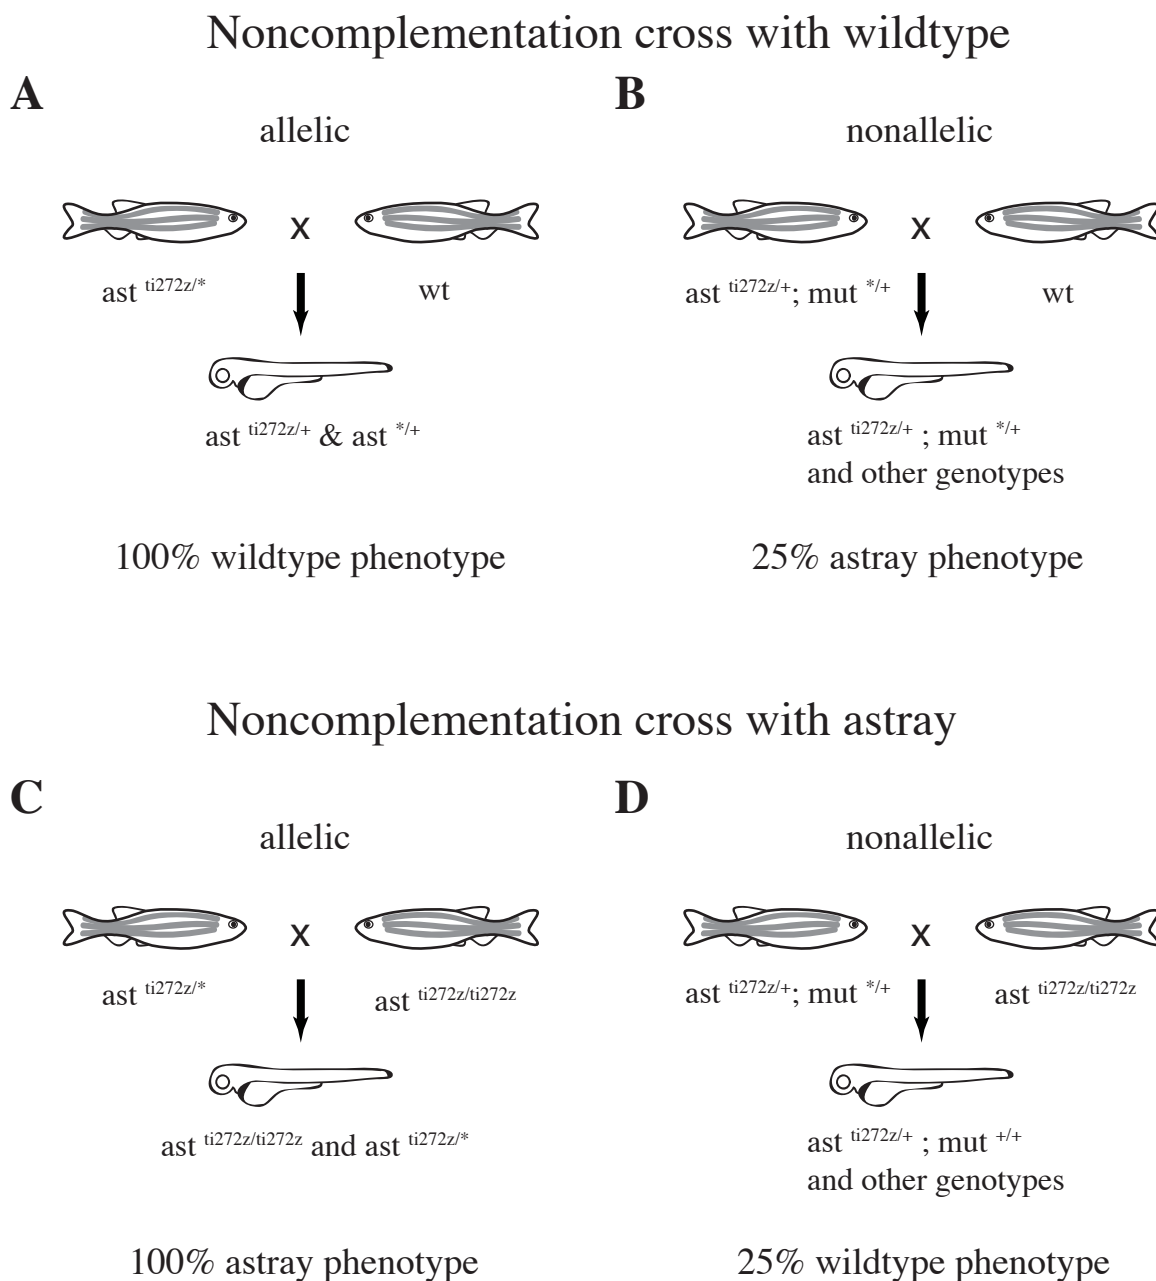 Noncomplementation cross with wildtype
A
allelic
x
ast ti272z/*
wt
ast ti272z/+ & ast */+
100% wildtype phenotype
B
nonallelic
x
ast ti272z/+; mut */+
wt
ast ti272z/+ ; mut */+
and other genotypes
25% astray phenotype
Noncomplementation cross with astray
C
allelic
x
ast ti272z/*
ast ti272z/ti272z
ast ti272z/ti272z and ast ti272z/*
100% astray phenotype
D
nonallelic
x
ast ti272z/+; mut */+
ast ti272z/ti272z
ast ti272z/+ ; mut +/+
and other genotypes
25% wildtype phenotype